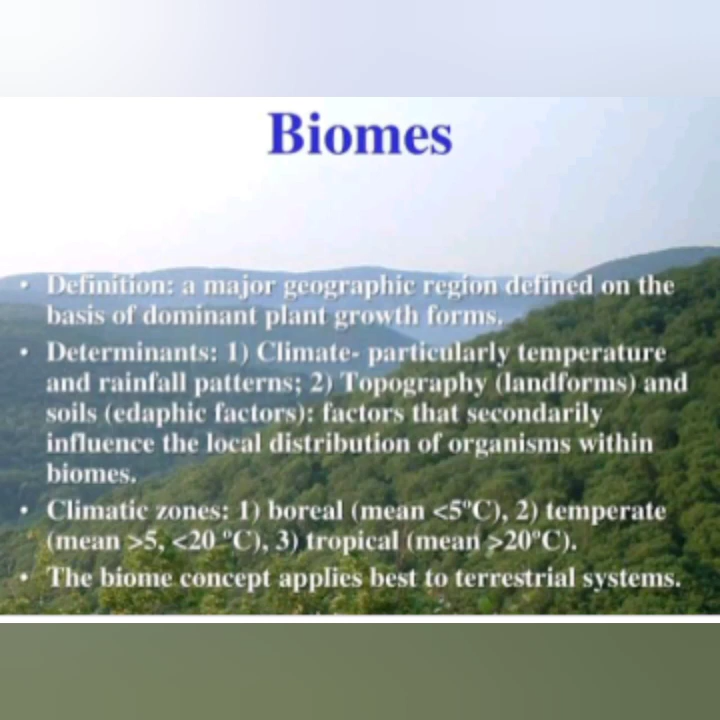 Biomes
• Definition: a major geographic region defined on the
basis of dominant plant growth forms.
• Determinants: 1) Climate- particularly temperature
and rainfall patterns; 2) Topography (landforms) and
soils (edaphic factors): factors that secondarily
influence the local distribution of organisms within
biomes.
• Climatic zones: 1) boreal (mean <5ºC), 2) temperate
(mean >5, <20 ºC), 3) tropical (mean >20ºC).
• The biome concept applies best to terrestrial systems.